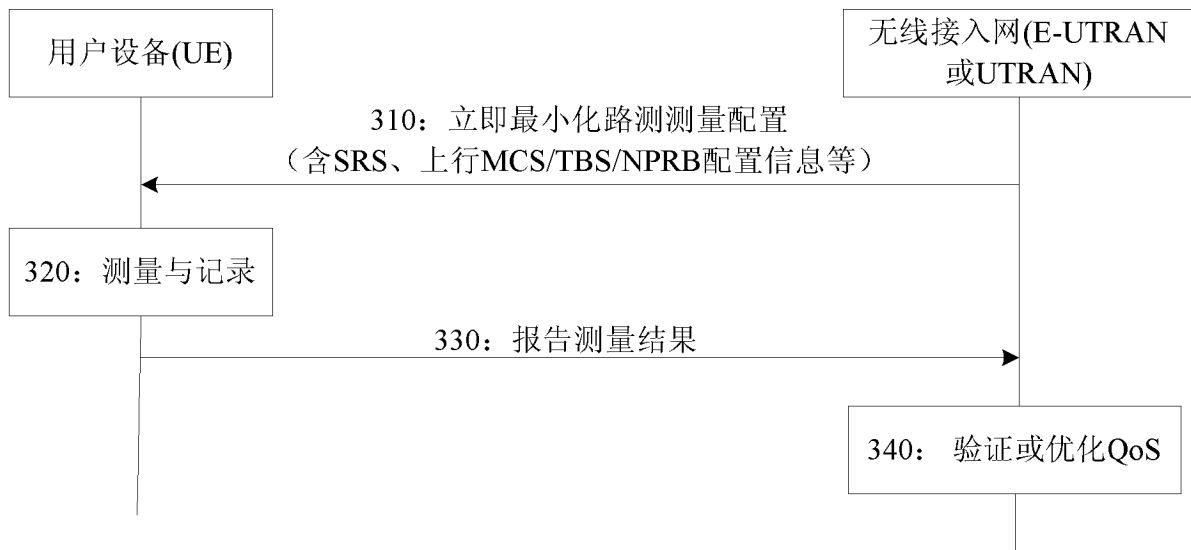 用户设备(UE)
无线接入网(E-UTRAN
或UTRAN)
310：立即最小化路测测量配置
（含SRS、上行MCS/TBS/NPRB配置信息等）
320：测量与记录
330：报告测量结果
340： 验证或优化QoS